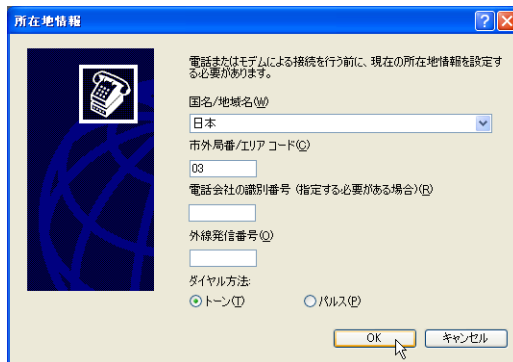 所在地情報
電話またはモデムによる接続を行う前に、現在の所在地情報を設定す
る必要があります。
国名/地域名(W)
日本
市外局番/エリア コード(C)
03
電話会社の識別番号 (指定する必要がある場合)(R)
外線発信番号(O)
ダイヤル方法:
トーン(T) パルス(P)
OK キャンセル